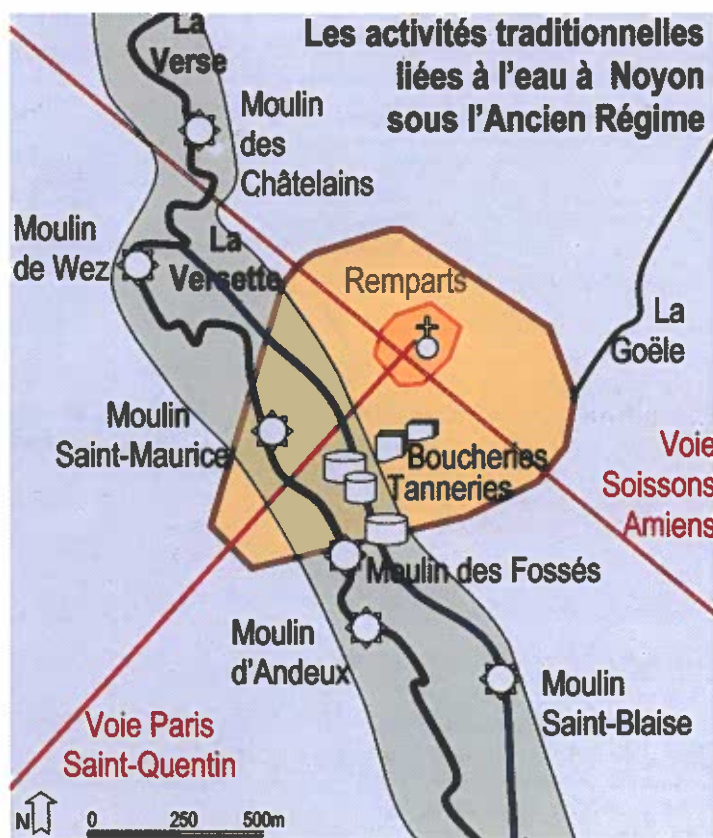 Les activités traditionnelles
liées à l'eau à Noyon
sous l'Ancien Régime
La
Verse
Moulin
des
Châtelains
Moulin
de Wez
La
Versette
Remparts
La
Goële
Moulin
Saint-Maurice
Boucheries
Tanneries
Voie
Soissons
Amiens
Moulin des Fossés
Moulin
d'Andeux
Moulin
Saint-Blaise
Voie Paris
Saint-Quentin
N
0 250 500m